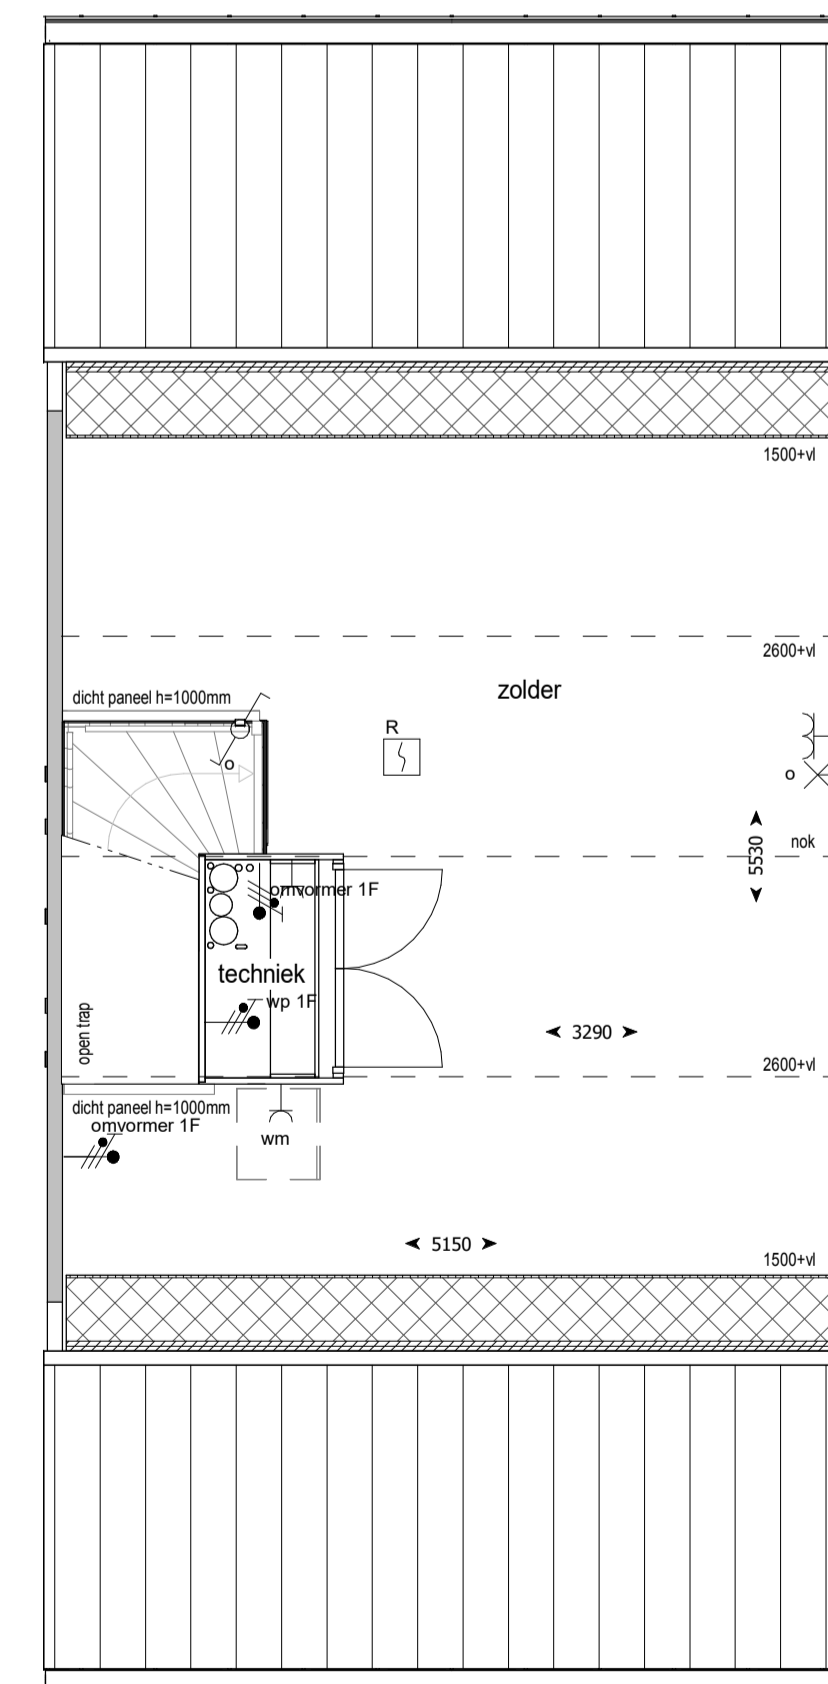 1500+vl
2600+vl
zolder
dicht paneel h=1000mm
R
o
o
nok
5530
omvormer 1F
techniek
wp 1F
open trap
3290
2600+vl
dicht paneel h=1000mm
omvormer 1F
wm
5150
1500+vl